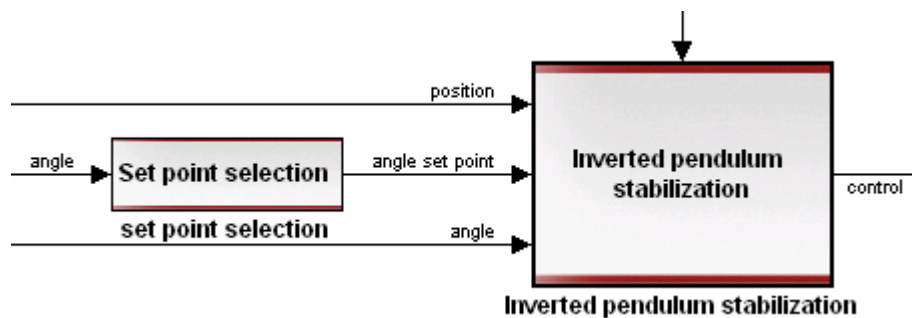 position
angle
Set point selection
angle set point
Inverted pendulum
stabilization
control
set point selection
angle
Inverted pendulum stabilization